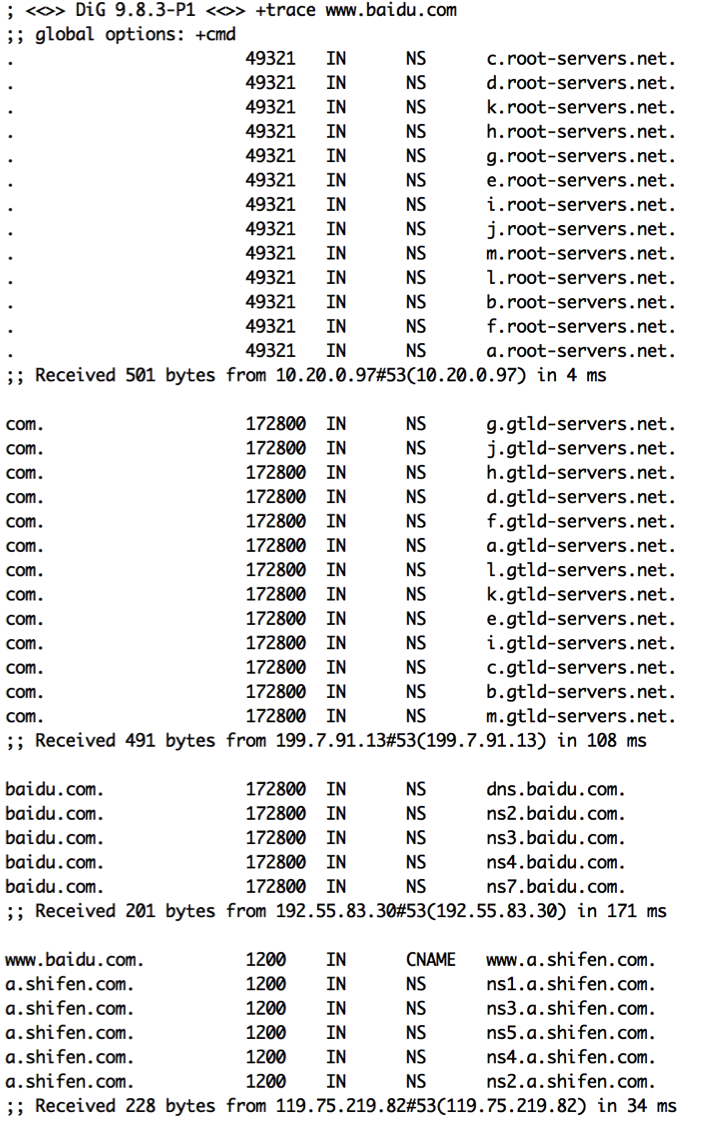 ; <<>> DiG 9.8.3-P1 <<>> +trace www.baidu.com
;; global options: +cmd
. 49321 IN NS c.root-servers.net.
. 49321 IN NS d.root-servers.net.
. 49321 IN NS k.root-servers.net.
. 49321 IN NS h.root-servers.net.
. 49321 IN NS g.root-servers.net.
. 49321 IN NS e.root-servers.net.
. 49321 IN NS i.root-servers.net.
. 49321 IN NS j.root-servers.net.
. 49321 IN NS m.root-servers.net.
. 49321 IN NS l.root-servers.net.
. 49321 IN NS b.root-servers.net.
. 49321 IN NS f.root-servers.net.
. 49321 IN NS a.root-servers.net.
;; Received 501 bytes from 10.20.0.97#53(10.20.0.97) in 4 ms
com. 172800 IN NS g.gtld-servers.net.
com. 172800 IN NS j.gtld-servers.net.
com. 172800 IN NS h.gtld-servers.net.
com. 172800 IN NS d.gtld-servers.net.
com. 172800 IN NS f.gtld-servers.net.
com. 172800 IN NS a.gtld-servers.net.
com. 172800 IN NS l.gtld-servers.net.
com. 172800 IN NS k.gtld-servers.net.
com. 172800 IN NS e.gtld-servers.net.
com. 172800 IN NS i.gtld-servers.net.
com. 172800 IN NS c.gtld-servers.net.
com. 172800 IN NS b.gtld-servers.net.
com. 172800 IN NS m.gtld-servers.net.
;; Received 491 bytes from 199.7.91.13#53(199.7.91.13) in 108 ms
baidu.com. 172800 IN NS dns.baidu.com.
baidu.com. 172800 IN NS ns2.baidu.com.
baidu.com. 172800 IN NS ns3.baidu.com.
baidu.com. 172800 IN NS ns4.baidu.com.
baidu.com. 172800 IN NS ns7.baidu.com.
;; Received 201 bytes from 192.55.83.30#53(192.55.83.30) in 171 ms
www.baidu.com. 1200 IN CNAME www.a.shifen.com.
a.shifen.com. 1200 IN NS ns1.a.shifen.com.
a.shifen.com. 1200 IN NS ns3.a.shifen.com.
a.shifen.com. 1200 IN NS ns5.a.shifen.com.
a.shifen.com. 1200 IN NS ns4.a.shifen.com.
a.shifen.com. 1200 IN NS ns2.a.shifen.com.
;; Received 228 bytes from 119.75.219.82#53(119.75.219.82) in 34 ms